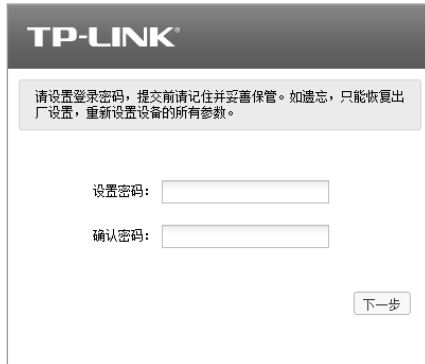 TP-LINK®
请设置登录密码，提交前请记住并妥善保管。如遗忘，只能恢复出
厂设置，重新设置设备的所有参数。
设置密码：
确认密码：
下一步